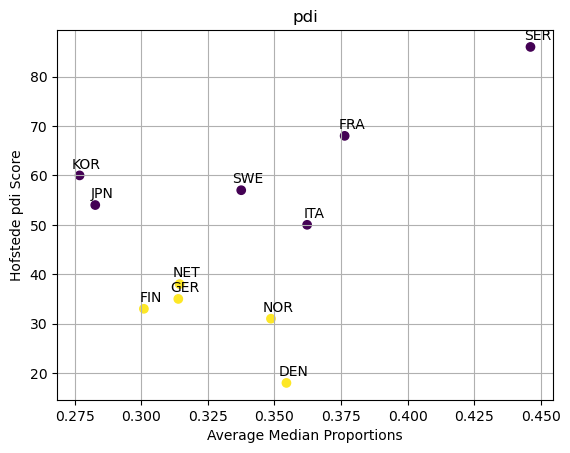 pdi
SER
80
FRA
70
KOR
SWE
60
JPN
ITA
50
Hofstede pdi Score
NET
40
GER
FIN
NOR
30
DEN
20
0.275 0.300 0.325 0.350 0.375 0.400 0.425 0.450
Average Median Proportions